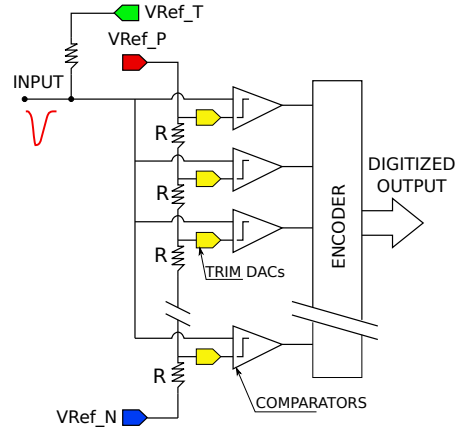 VRef_T
VRef_P
INPUT
R
R
R
TRIM DACs
R
VRef_N
COMPARATORS
ENCODER
DIGITIZED
OUTPUT